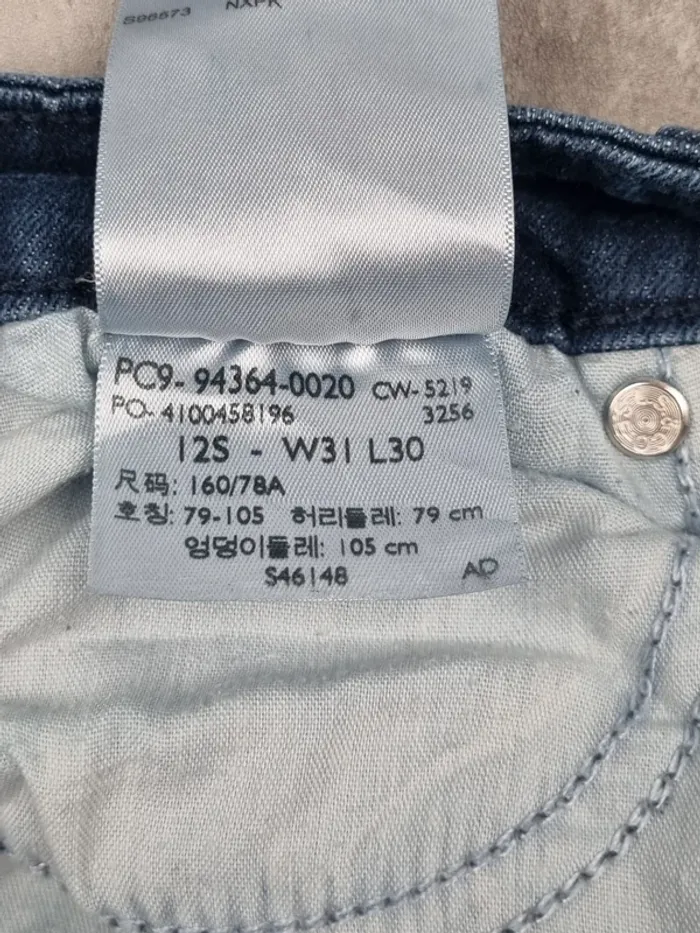 S96573 NXPK
PC9-94364-0020 CW-5219
PO-4100458196 3256
12S - W31 L30
尺码: 160/78A
호칭: 79-105 허리둘레: 79 cm
엉덩이둘레: 105 cm
S46148 AD